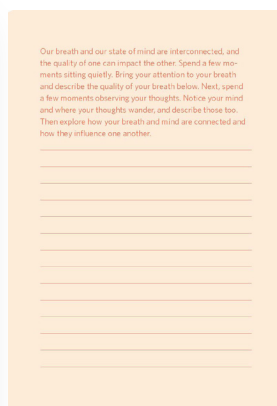 Our breath and our state of mind are interconnected, and
the quality of one can impact the other. Spend a few mo-
ments sitting quietly. Bring your attention to your breath
and describe the quality of your breath below. Next, spend
a few moments observing your thoughts. Notice your mind
and where your thoughts wander, and describe those too.
Then explore how your breath and mind are connected and
how they influence one another.